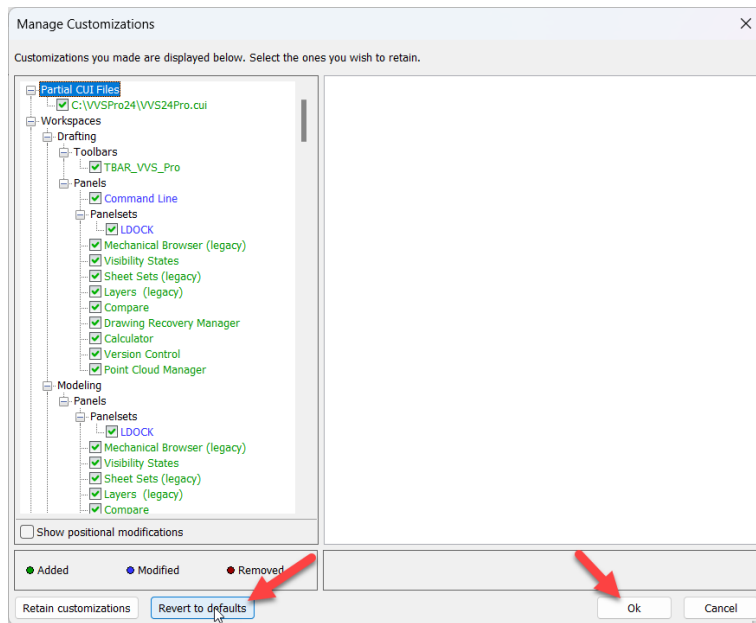 Manage Customizations
Customizations you made are displayed below. Select the ones you wish to retain.
Partial CUI Files
C:\VVSPro24\VVS24Pro.cui
Workspaces
Drafting
Toolbars
TBAR_VVS_Pro
Panels
Command Line
Panelsets
LDOCK
Mechanical Browser (legacy)
Visibility States
Sheet Sets (legacy)
Layers (legacy)
Compare
Drawing Recovery Manager
Calculator
Version Control
Point Cloud Manager
Modeling
Panels
Panelsets
LDOCK
Mechanical Browser (legacy)
Visibility States
Sheet Sets (legacy)
Layers (legacy)
Compare
Show positional modifications
Added Modified Removed
Retain customizations Revert to defaults Ok Cancel